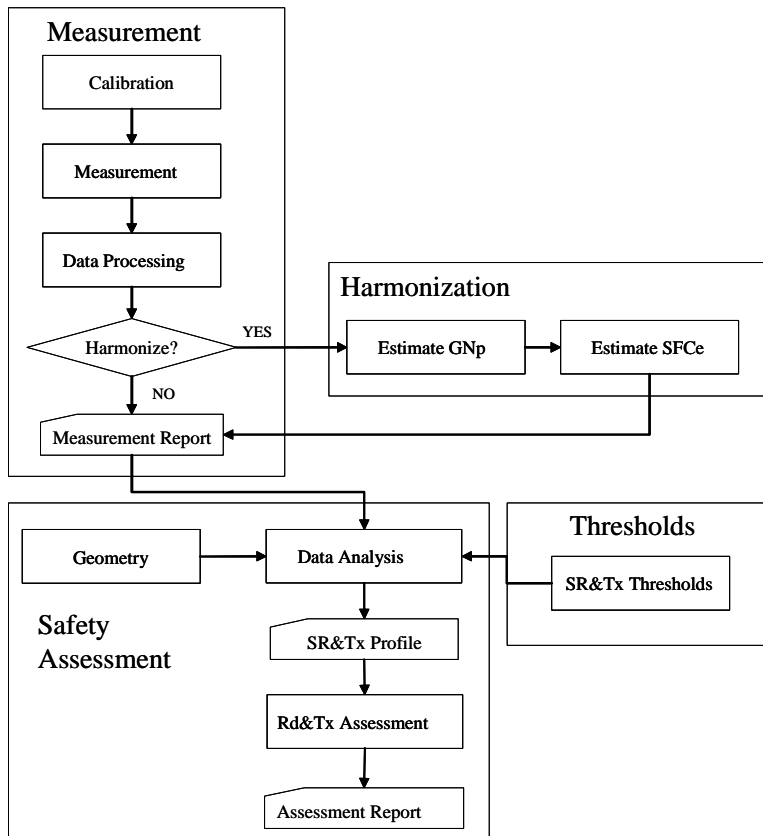 Measurement
Calibration
Measurement
Data Processing
Harmonize?
YES
NO
Measurement Report
Harmonization
Estimate GNp
Estimate SFCe
Safety
Assessment
Geometry
Data Analysis
SR&Tx Profile
Rd&Tx Assessment
Assessment Report
Thresholds
SR&Tx Thresholds